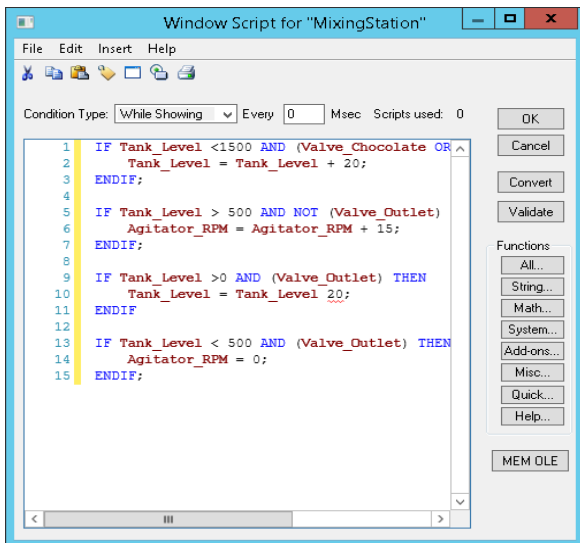 Window Script for "MixingStation"
File Edit Insert Help
Condition Type: While Showing Every 0 Msec Scripts used: 0
OK
Cancel
Convert
Validate
Functions
All...
String...
Math...
System...
Add-ons...
Misc...
Quick...
Help...
MEM OLE
1 IF Tank_Level <1500 AND (Valve_Chocolate OR
2 Tank_Level = Tank_Level + 20;
3 ENDIF;
4
5 IF Tank_Level > 500 AND NOT (Valve_Outlet)
6 Agitator_RPM = Agitator_RPM + 15;
7 ENDIF;
8
9 IF Tank_Level >0 AND (Valve_Outlet) THEN
10 Tank_Level = Tank_Level 20;
11 ENDIF
12
13 IF Tank_Level < 500 AND (Valve_Outlet) THEN
14 Agitator_RPM = 0;
15 ENDIF;